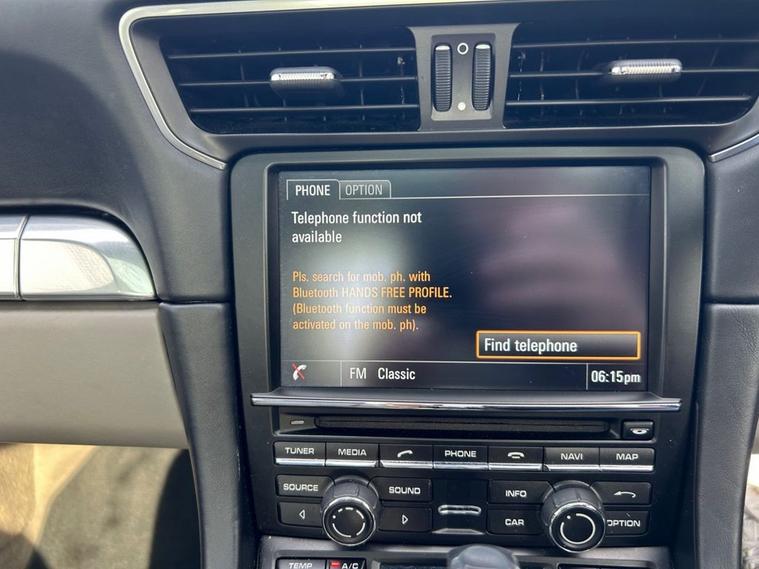 PHONE OPTION
Telephone function not
available
Pls. search for mob. ph. with
Bluetooth HANDS FREE PROFILE.
(Bluetooth function must be
activated on the mob. ph).
Find telephone
FM Classic 06:15pm
TUNER MEDIA PHONE NAVI MAP
SOURCE SOUND INFO
CAR OPTION
TEMP A/C